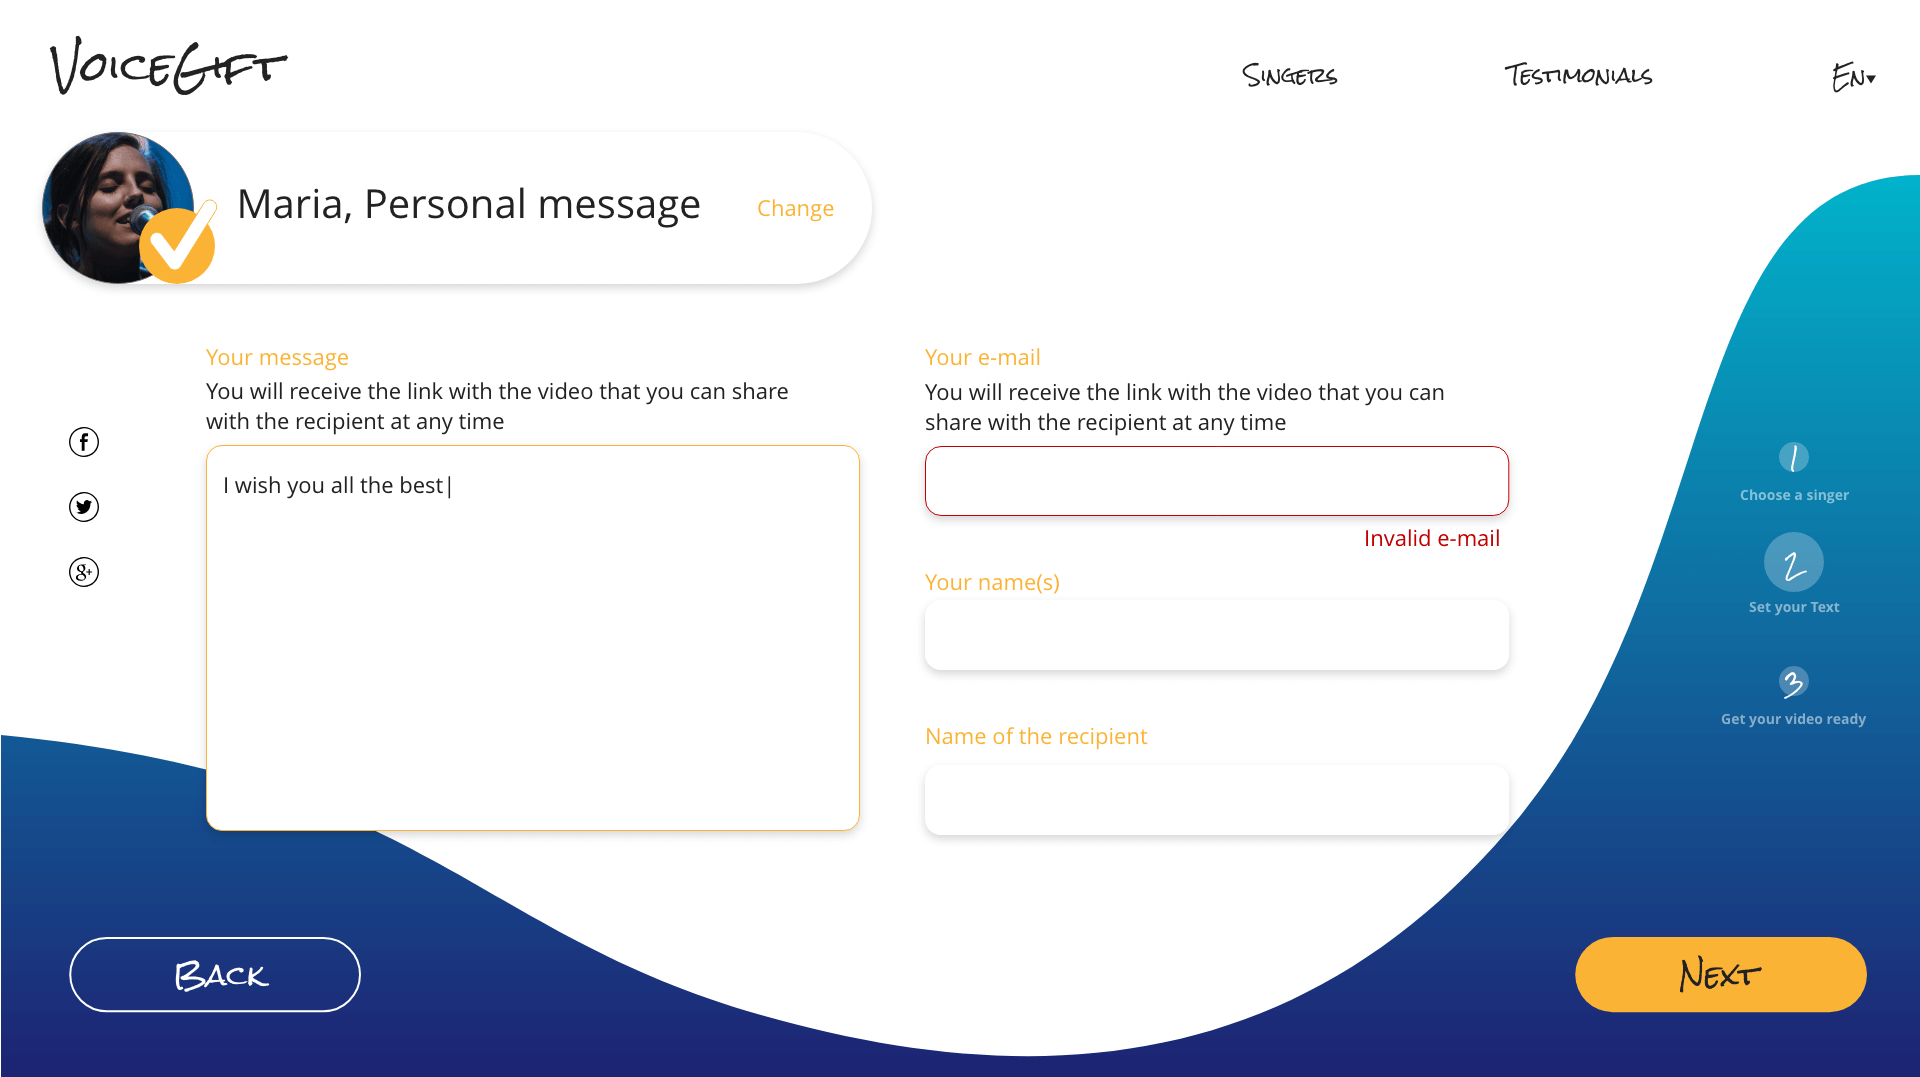 VoiceGift
Singers
Testimonials
En▾
Maria, Personal message
Change
Your message
You will receive the link with the video that you can share
with the recipient at any time
I wish you all the best|
Your e-mail
You will receive the link with the video that you can
share with the recipient at any time
Invalid e-mail
Your name(s)
Name of the recipient
1
Choose a singer
2
Set your Text
3
Get your video ready
Back
Next